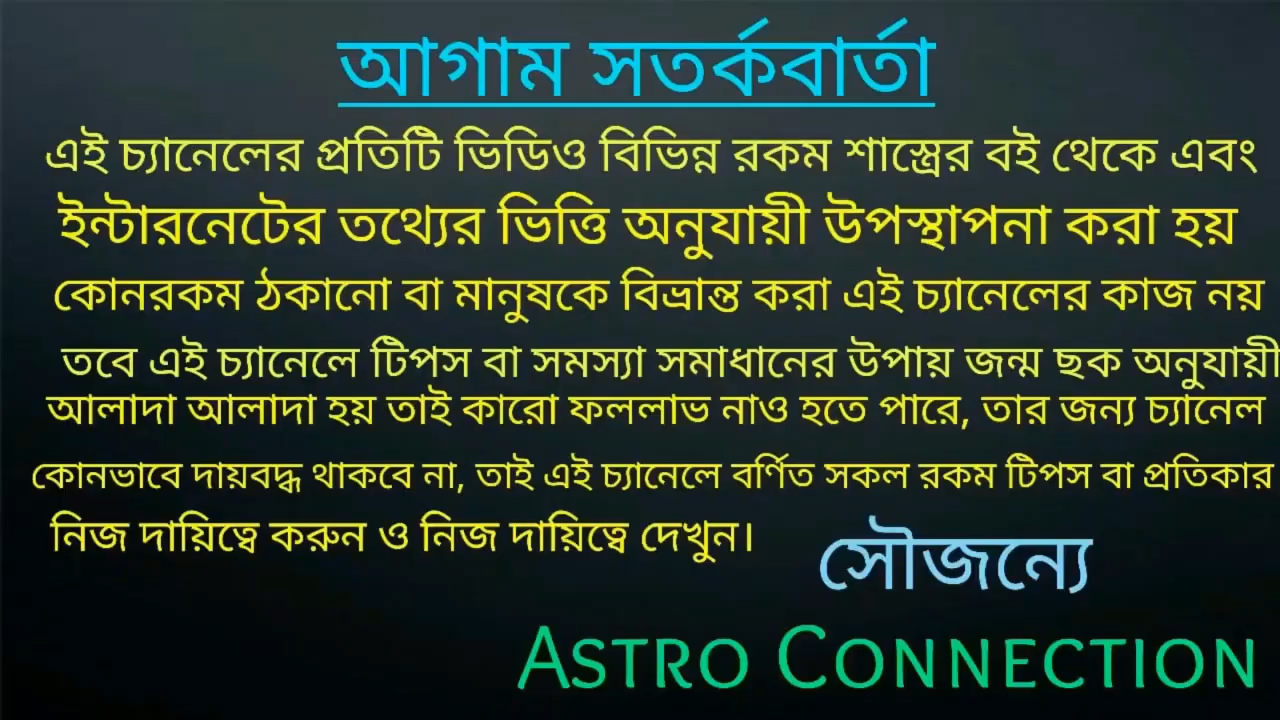 আগাম সতর্কবার্তা
এই চ্যানেলের প্রতিটি ভিডিও বিভিন্ন রকম শাস্ত্রের বই থেকে এবং
ইন্টারনেটের তথ্যের ভিত্তি অনুযায়ী উপস্থাপনা করা হয়
কোনরকম ঠকানো বা মানুষকে বিভ্রান্ত করা এই চ্যানেলের কাজ নয়
তবে এই চ্যানেলে টিপস বা সমস্যা সমাধানের উপায় জন্ম ছক অনুযায়ী
আলাদা আলাদা হয় তাই কারো ফললাভ নাও হতে পারে, তার জন্য চ্যানেল
কোনভাবে দায়বদ্ধ থাকবে না, তাই এই চ্যানেলে বর্ণিত সকল রকম টিপস বা প্রতিকার
নিজ দায়িত্বে করুন ও নিজ দায়িত্বে দেখুন।
সৌজন্যে
ASTRO CONNECTION